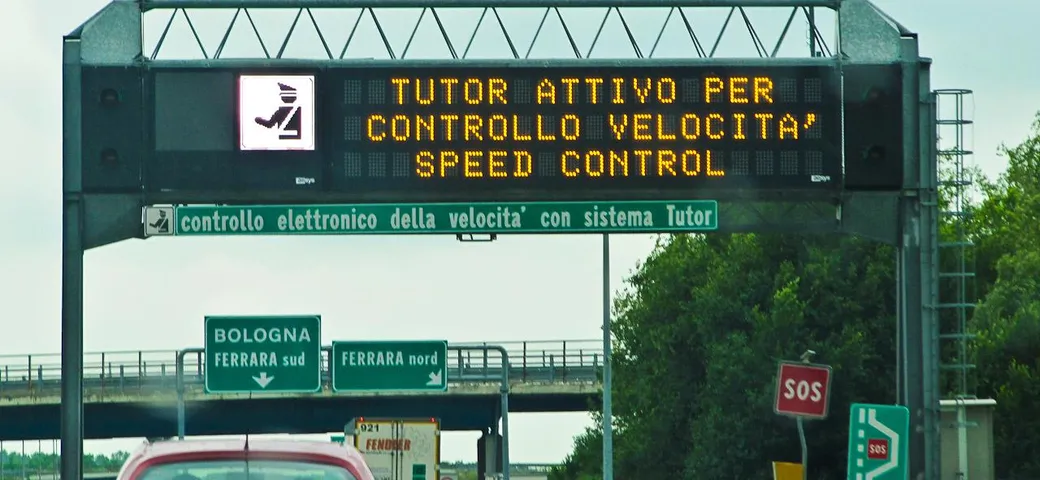 TUTOR ATTIVO PER
CONTROLLO VELOCITA'
SPEED CONTROL
controllo elettronico della velocita' con sistema Tutor
BOLOGNA
FERRARA sud
FERRARA nord
SOS
SOS
921
FENDLER